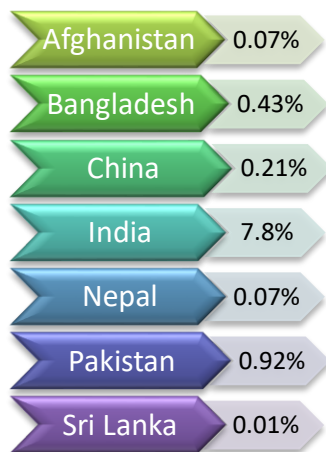 Afghanistan 0.07%
Bangladesh 0.43%
China 0.21%
India 7.8%
Nepal 0.07%
Pakistan 0.92%
Sri Lanka 0.01%